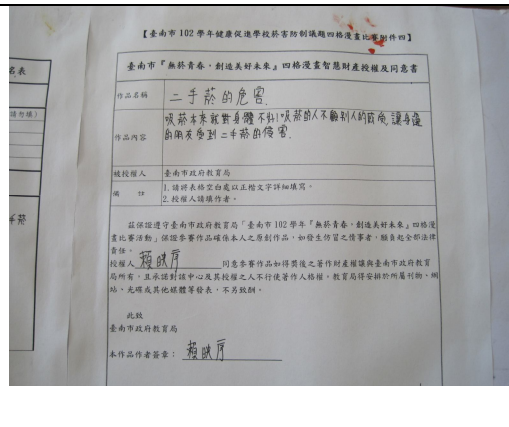 【臺南市 102 學年健康促進學校菸害防制議題四格漫畫比賽附件四】
臺南市『無菸青春，創造美好未來』四格漫畫智慧財產授權及同意書
作品名稱
二手菸的危害
作品內容
吸菸本來就對身體不好!吸菸的人不顧別人的感受,讓身邊
的朋友受到二手菸的傷害.
被授權人
臺南市政府教育局
備 註
1.請將表格空白處以正楷文字詳細填寫。
2.授權人請填作者。
茲保證遵守臺南市政府教育局「臺南市 102 學年『無菸青春，創造美好未來』四格漫
畫比賽活動」保證參賽作品確係本人之原創作品，如發生仿冒之情事者，願負起全部法律
責任。
授權人 賴映序 同意參賽作品如得獎後之著作財產權讓與臺南市政府教育
局所有，且承諾對該中心及其授權之人不行使著作人格權。教育局得安排於所屬刊物、網
站、光碟或其他媒體等發表，不另致酬。
此致
臺南市政府教育局
本作品作者簽章： 賴映序
名表